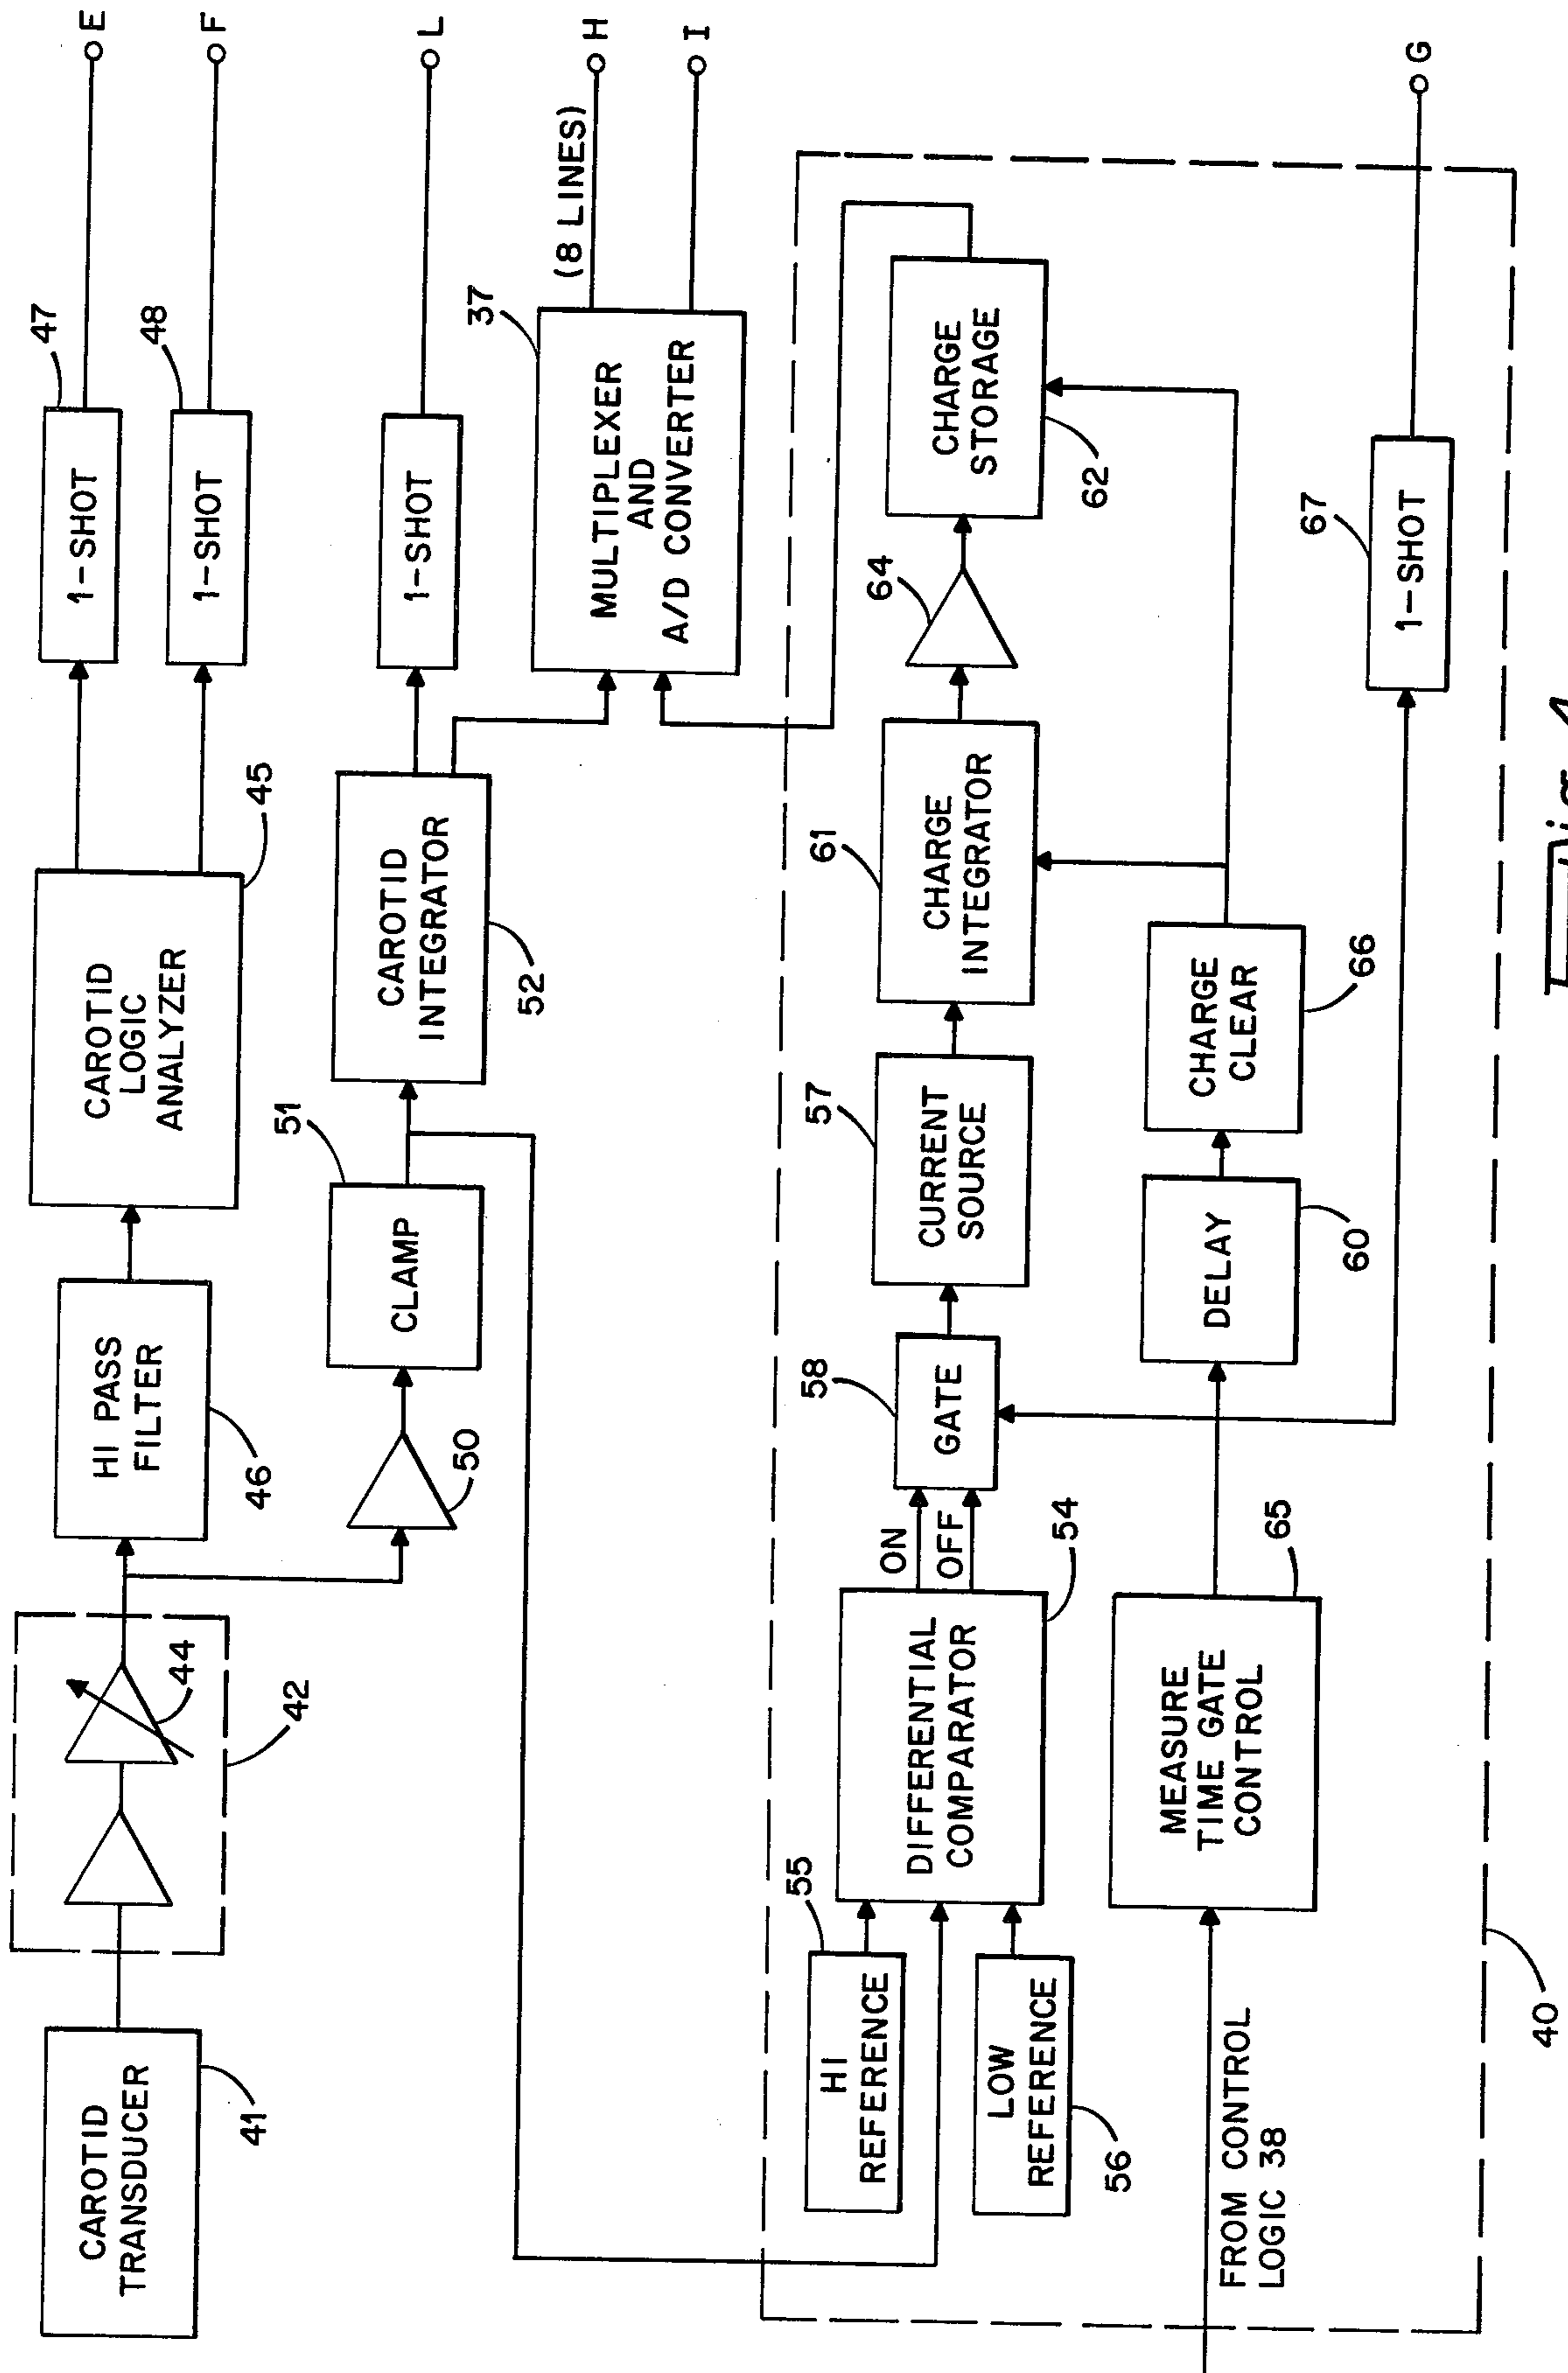 CAROTID
TRANSDUCER
41
42
44
HI PASS
FILTER
46
CAROTID
LOGIC
ANALYZER
45
1-SHOT
47
E
1-SHOT
48
F
50
CLAMP
51
CAROTID
INTEGRATOR
52
1-SHOT
L
MULTIPLEXER
AND
A/D CONVERTER
37
(8 LINES)
H
I
HI
REFERENCE
55
LOW
REFERENCE
56
DIFFERENTIAL
COMPARATOR
54
ON
OFF
GATE
58
CURRENT
SOURCE
57
CHARGE
INTEGRATOR
61
64
CHARGE
STORAGE
62
FROM CONTROL
LOGIC 38
MEASURE
TIME GATE
CONTROL
65
DELAY
60
CHARGE
CLEAR
66
1-SHOT
67
G
40